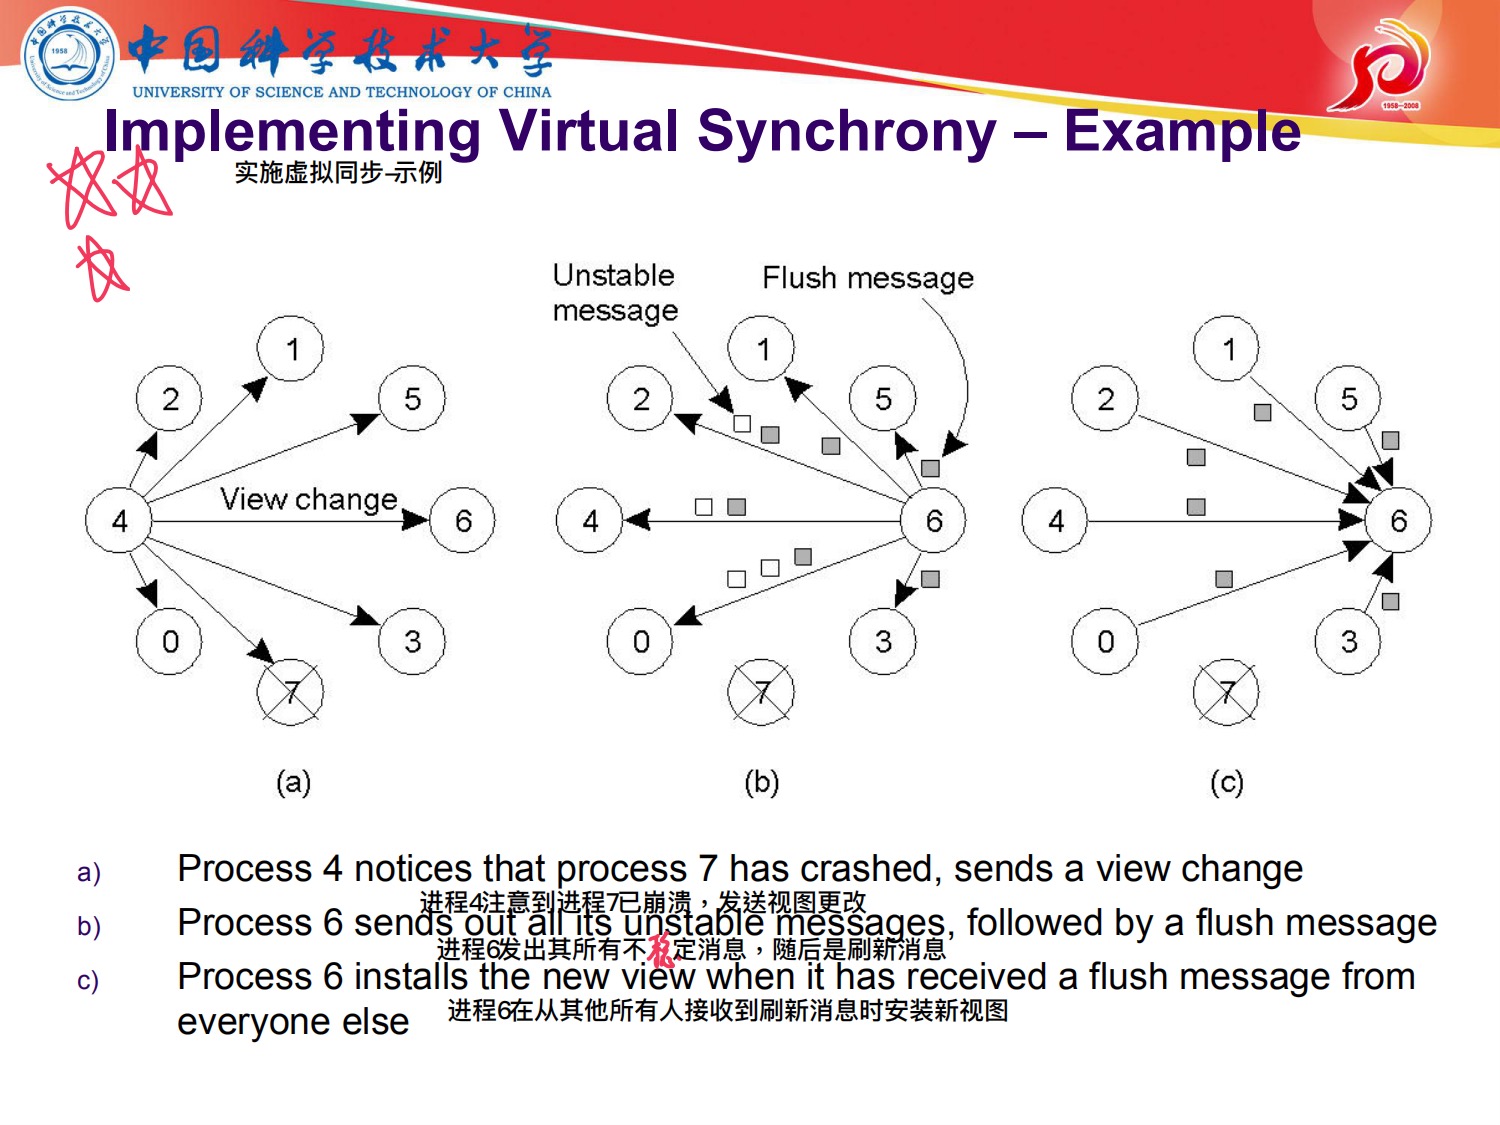 中国科学技术大学
1958
UNIVERSITY OF SCIENCE AND TECHNOLOGY OF CHINA
1958-2008
Implementing Virtual Synchrony – Example
实施虚拟同步–示例
Unstable
message
Flush message
1
2
5
4
View change
6
0
3
7
(a)
1
2
5
4
6
0
3
7
(b)
1
2
5
4
6
0
3
7
(c)
a) Process 4 notices that process 7 has crashed, sends a view change
进程4注意到进程7已崩溃，发送视图更改
b) Process 6 sends out all its unstable messages, followed by a flush message
进程6发出其所有不稳定消息，随后是刷新消息
c) Process 6 installs the new view when it has received a flush message from
everyone else
进程6在从其他所有人接收到刷新消息时安装新视图